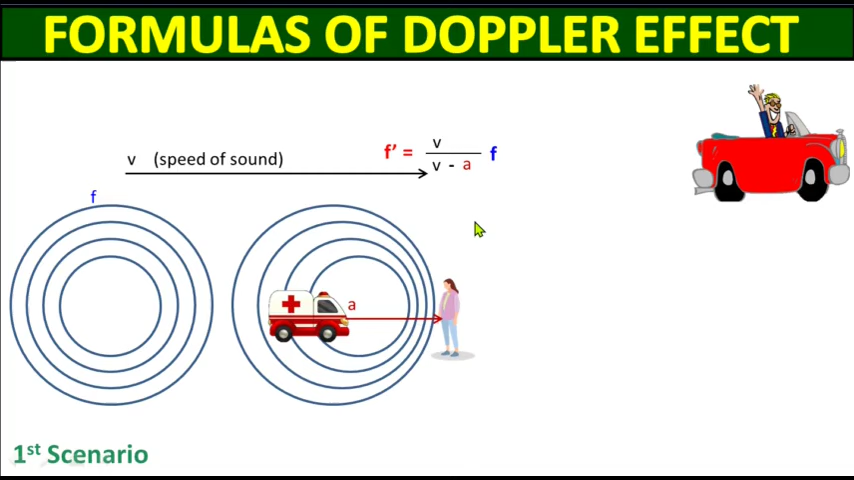 FORMULAS OF DOPPLER EFFECT
v (speed of sound)
f' = v / v - a f
f
a
1st Scenario